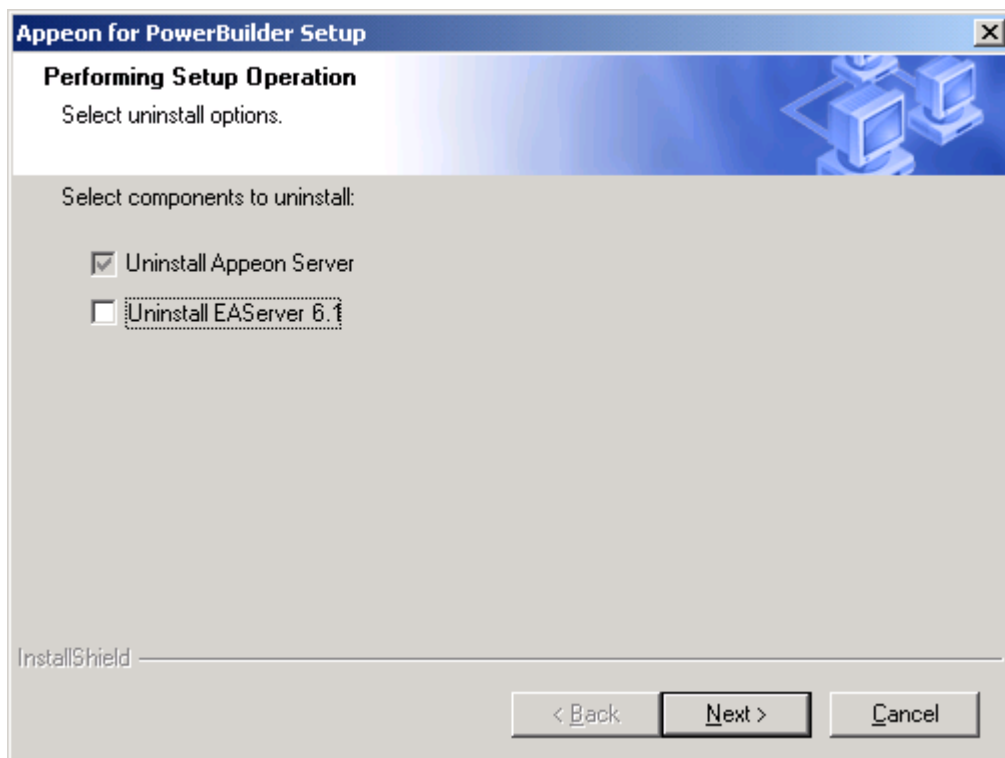 Appeon for PowerBuilder Setup
Performing Setup Operation
Select uninstall options.
Select components to uninstall:
Uninstall Appeon Server
Uninstall EAServer 6.1
InstallShield
< Back
Next >
Cancel